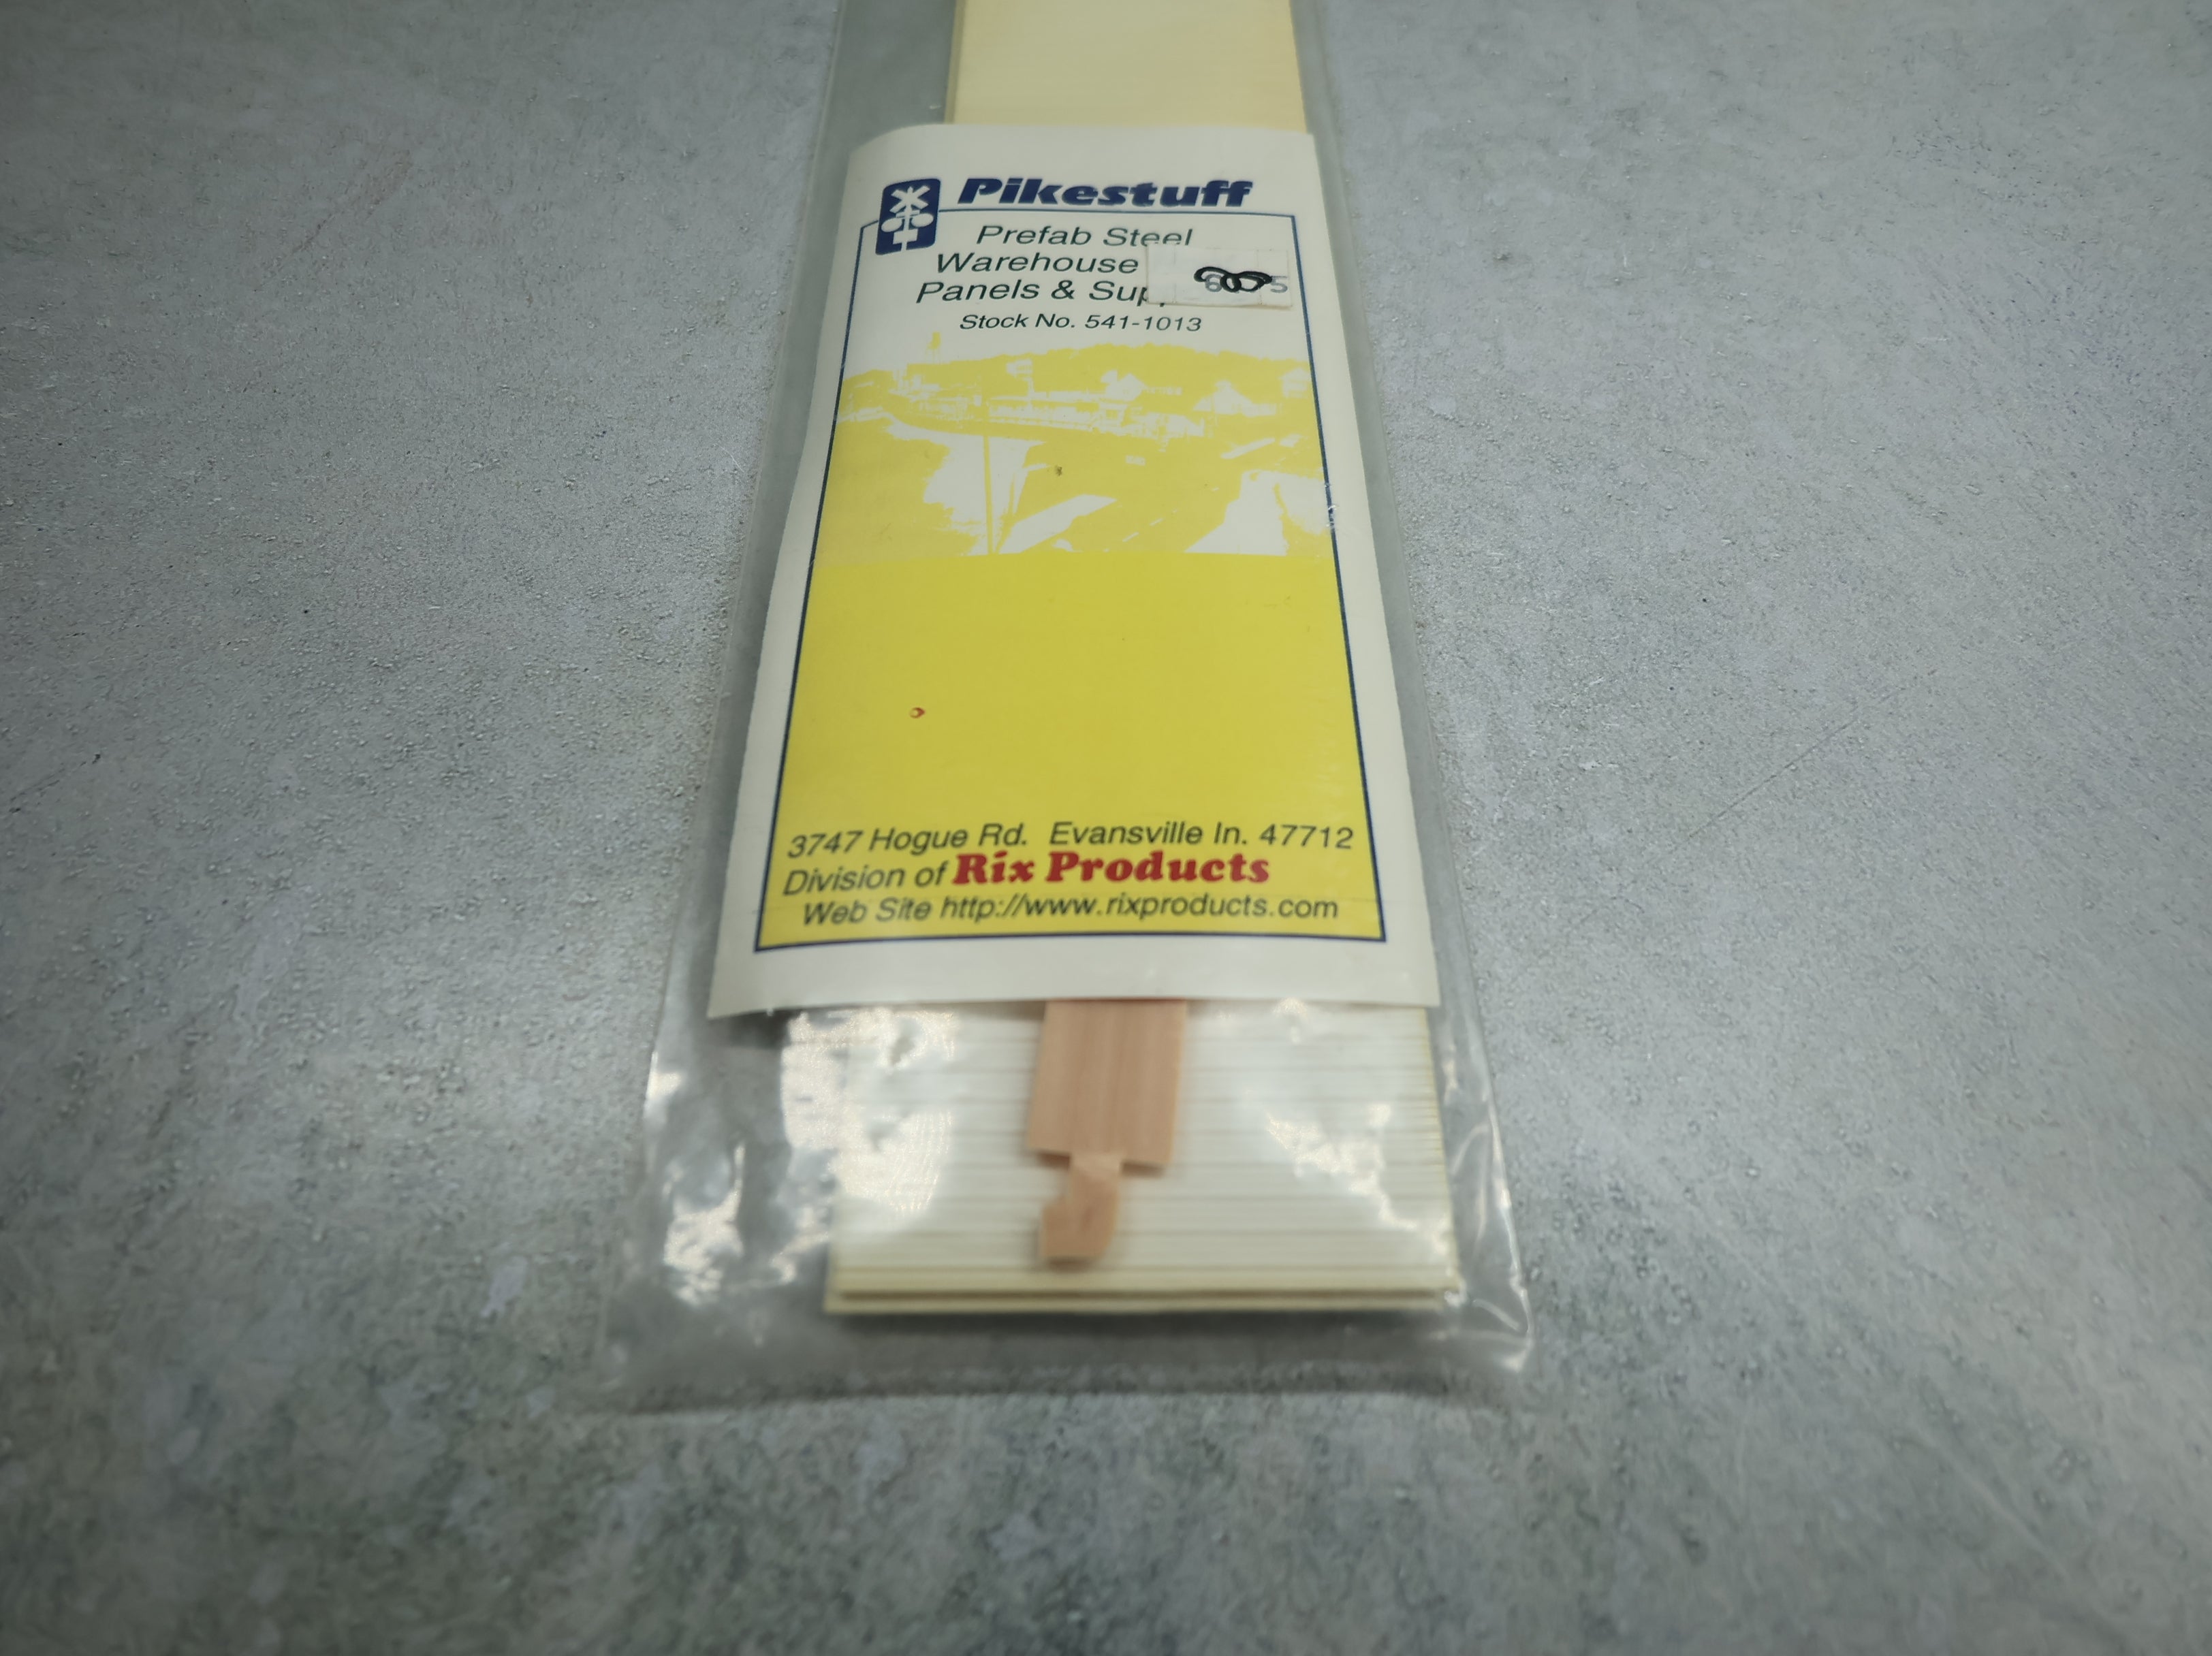 Pikestuff
Prefab Steel
Warehouse
Panels &
Stock No. 541-1013
3747 Hogue Rd. Evansville In. 47712
Division of Rix Products
Web Site http://www.rixproducts.com